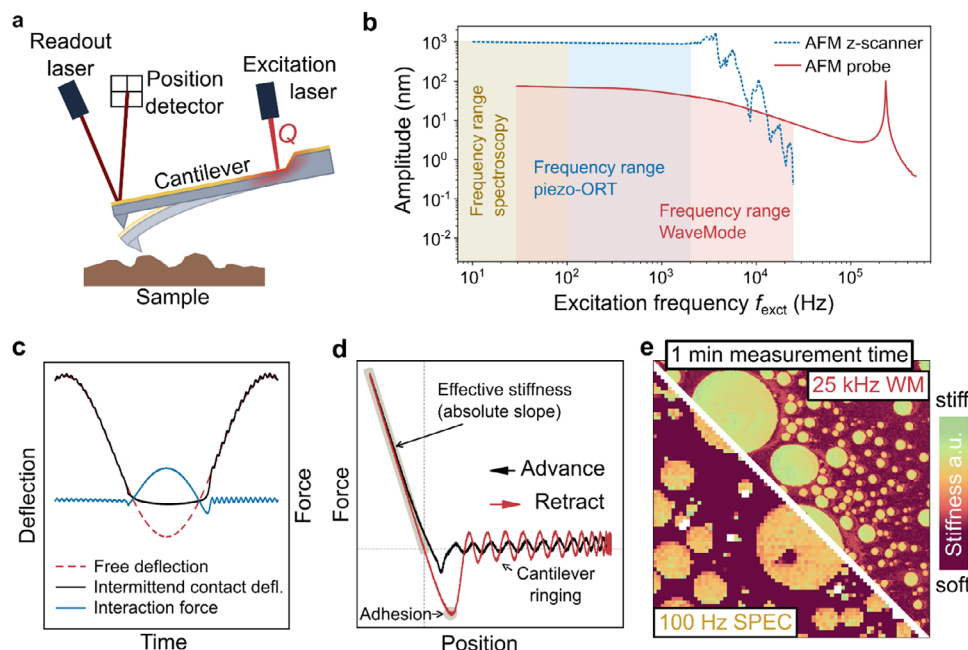 a
Readout
laser
Position
detector
Excitation
laser
Q
Cantilever
Sample
b
Amplitude (nm)
10³
10²
10¹
10⁰
10⁻¹
10⁻²
AFM z-scanner
AFM probe
Frequency range
spectroscopy
Frequency range
piezo-ORT
Frequency range
WaveMode
10¹
10²
10³
10⁴
10⁵
Excitation frequency f_exct (Hz)
c
Deflection
Force
Free deflection
Intermittend contact defl.
Interaction force
Time
d
Force
Effective stiffness
(absolute slope)
Advance
Retract
Cantilever
ringing
Adhesion
Position
e
1 min measurement time
25 kHz WM
100 Hz SPEC
stiff
Stiffness a.u.
soft